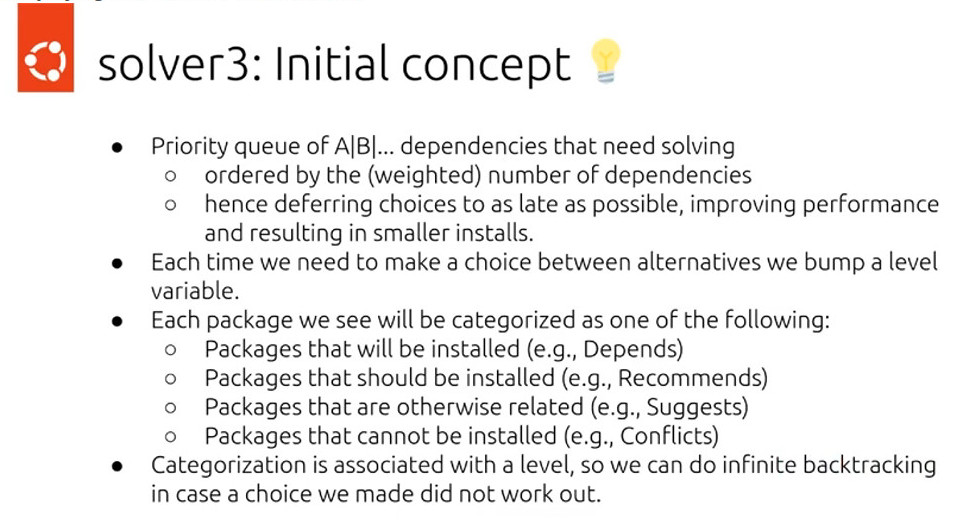 solver3: Initial concept
● Priority queue of A|B|... dependencies that need solving
○ ordered by the (weighted) number of dependencies
○ hence deferring choices to as late as possible, improving performance
and resulting in smaller installs.
● Each time we need to make a choice between alternatives we bump a level
variable.
● Each package we see will be categorized as one of the following:
○ Packages that will be installed (e.g., Depends)
○ Packages that should be installed (e.g., Recommends)
○ Packages that are otherwise related (e.g., Suggests)
○ Packages that cannot be installed (e.g., Conflicts)
● Categorization is associated with a level, so we can do infinite backtracking
in case a choice we made did not work out.